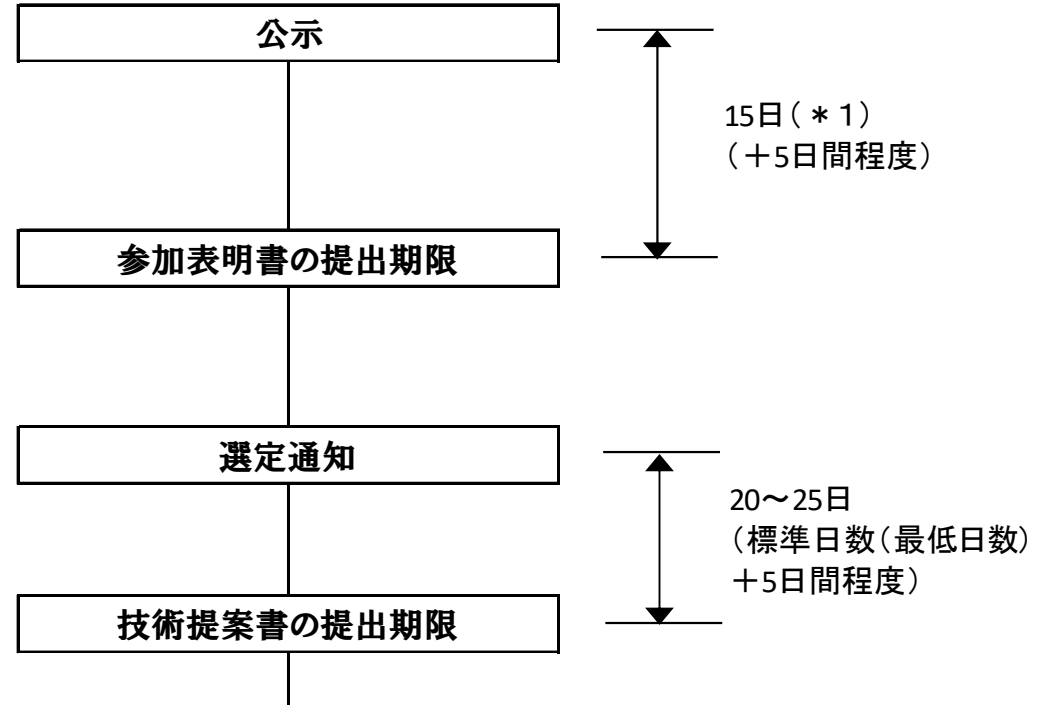 公示
15日（＊１）
（＋5日間程度）
参加表明書の提出期限
選定通知
20～25日
（標準日数（最低日数）
＋5日間程度）
技術提案書の提出期限